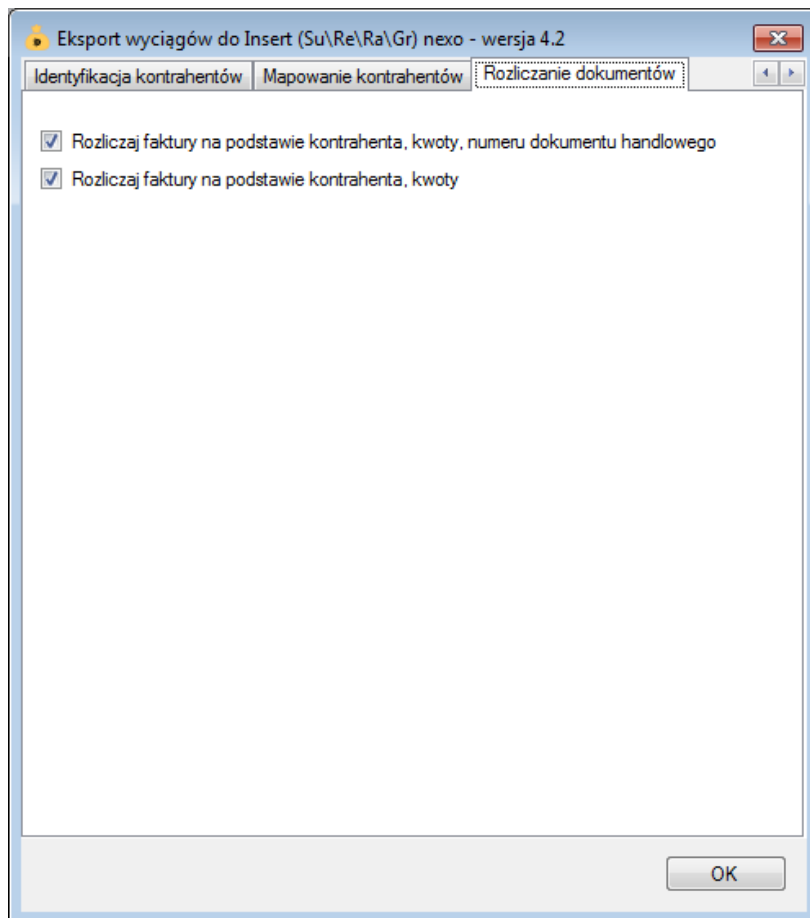 Eksport wyciągów do Insert (Su\Re\Ra\Gr) nexo - wersja 4.2
Identyfikacja kontrahentów Mapowanie kontrahentów Rozliczanie dokumentów
Rozliczaj faktury na podstawie kontrahenta, kwoty, numeru dokumentu handlowego
Rozliczaj faktury na podstawie kontrahenta, kwoty
OK